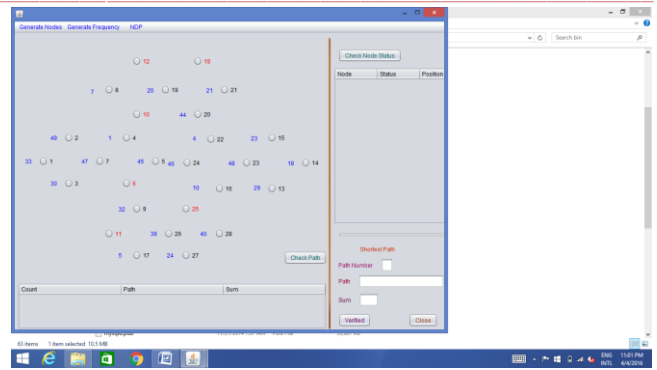 Generate Nodes Generate Frequency NDP
Search bin
Check Node Status
Node Status Position
12 18
7 8 20 19 21 21
10 44 20
49 2 1 4 4 22 23 15
33 1 47 7 45 5 46 24 48 23 18 14
30 3 6 10 16 29 13
32 9 25
11 39 26 40 28
5 17 24 27
Check Path
Shortest Path
Path Number
Path
Sum
Verified Close
Count Path Sum
60 items 1 item selected 10.5 MB
ENG 11:01 PM
INTL 4/4/2016